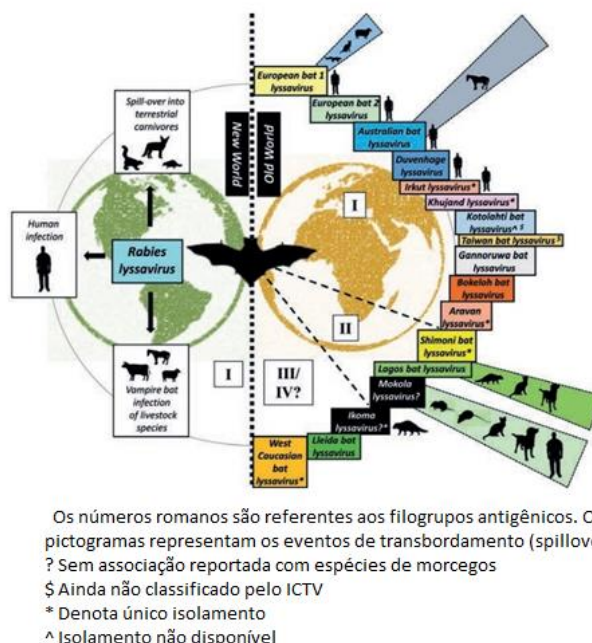 European bat 1
lyssavirus
European bat 2
lyssavirus
Australian bat
lyssavirus
Duvenhage
lyssavirus
Irkut lyssavirus*
Khujand lyssavirus*
Kotolahti bat
lyssavirus^ $
Taiwan bat lyssavirus $
Gannoruwa bat
lyssavirus
Bokeloh bat
lyssavirus
Aravan
lyssavirus*
Shimoni bat
lyssavirus*
Lagos bat lyssavirus
Mokola
lyssavirus?
Ikoma
lyssavirus?*
Lleida bat
lyssavirus
West
Caucasian
bat
lyssavirus*
New World
Old World
I
II
I
III/
IV?
Spill-over into
terrestrial
carnivores
Human
infection
Rabies
lyssavirus
Vampire bat
infection of
livestock
species
Os números romanos são referentes aos filogrupos antigênicos. O
pictogramas representam os eventos de transbordamento (spillove
? Sem associação reportada com espécies de morcegos
$ Ainda não classificado pelo ICTV
* Denota único isolamento
^ Isolamento não disponível